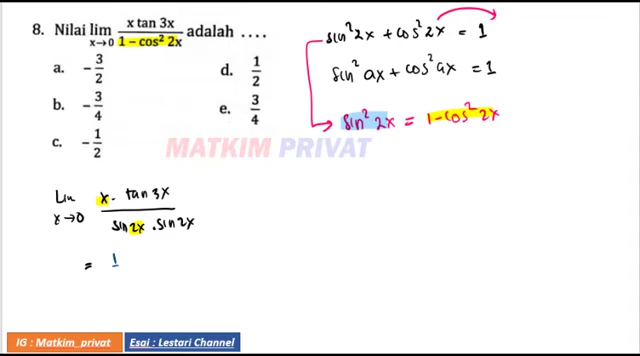 8. Nilai lim x→0 x tan 3x / 1 − cos² 2x adalah ....
a. −3/2
b. −3/4
c. −1/2
d. 1/2
e. 3/4
sin² 2x + cos² 2x = 1
sin² ax + cos² ax = 1
sin² 2x = 1 − cos² 2x
MATKIM PRIVAT
Lim x→0 x · tan 3x / sin 2x . sin 2x
= 1
IG : Matkim_privat
Esai : Lestari Channel